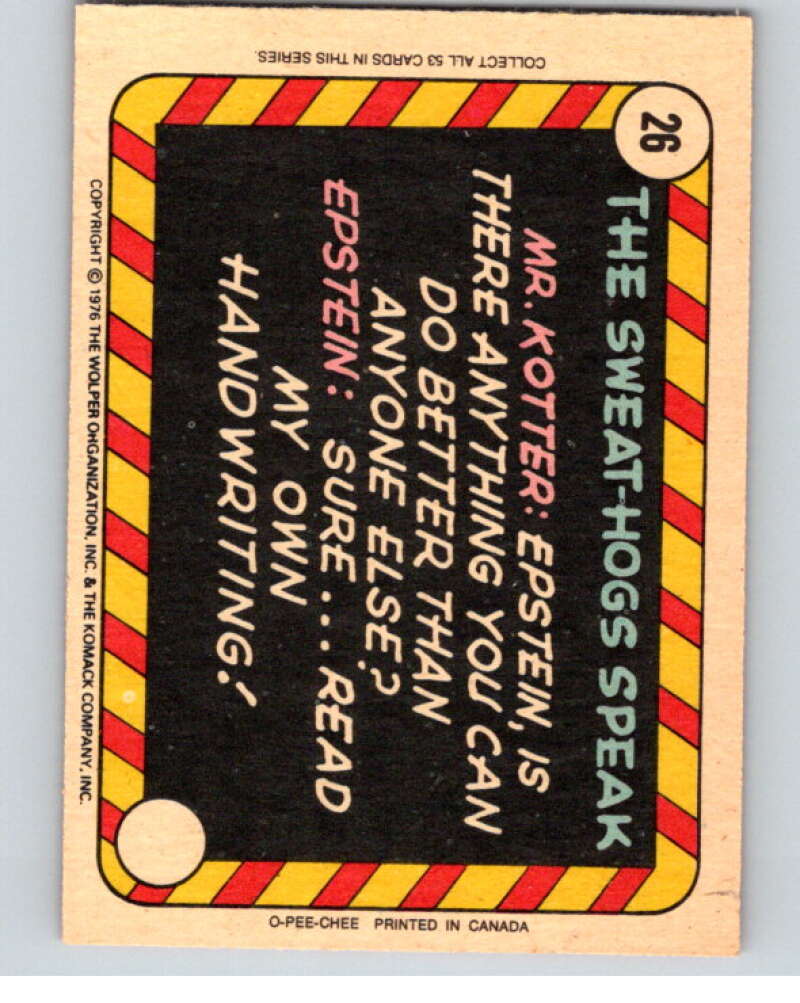 COLLECT ALL 53 CARDS IN THIS SERIES.
26
THE SWEAT-HOGS SPEAK
MR. KOTTER: EPSTEIN, IS
THERE ANYTHING YOU CAN
DO BETTER THAN
ANYONE ELSE?
EPSTEIN: SURE...READ
MY OWN
HANDWRITING!
COPYRIGHT © 1976 THE WOLPER ORGANIZATION, INC. & THE KOMACK COMPANY, INC.
O-PEE-CHEE PRINTED IN CANADA